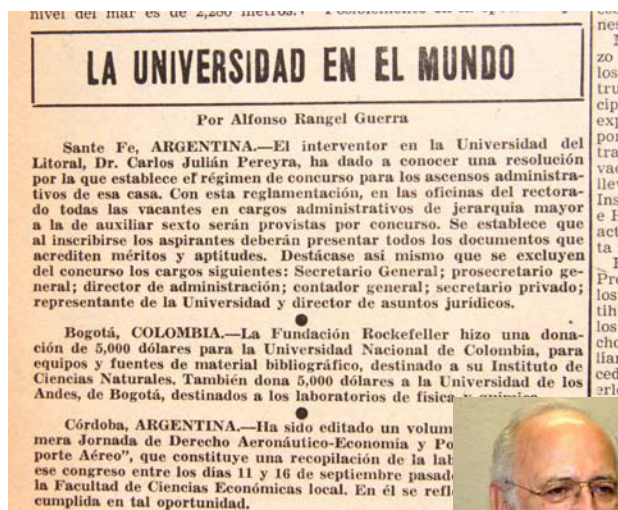 nivel del mar es de 2,280 metros.
LA UNIVERSIDAD EN EL MUNDO
Por Alfonso Rangel Guerra
Sante Fe, ARGENTINA.—El interventor en la Universidad del
Litoral, Dr. Carlos Julián Pereyra, ha dado a conocer una resolución
por la que establece el régimen de concurso para los ascensos administra-
tivos de esa casa. Con esta reglamentación, en las oficinas del rectora-
do todas las vacantes en cargos administrativos de jerarquia mayor
a la de auxiliar sexto serán provistas por concurso. Se establece que
al inscribirse los aspirantes deberán presentar todos los documentos que
acrediten méritos y aptitudes. Destácase así mismo que se excluyen
del concurso los cargos siguientes: Secretario General; prosecretario ge-
neral; director de administración; contador general; secretario privado;
representante de la Universidad y director de asuntos jurídicos.
Bogotá, COLOMBIA.—La Fundación Rockefeller hizo una dona-
ción de 5,000 dólares para la Universidad Nacional de Colombia, para
equipos y fuentes de material bibliográfico, destinado a su Instituto de
Ciencias Naturales. También dona 5,000 dólares a la Universidad de los
Andes, de Bogotá, destinados a los laboratorios de física y química.
Córdoba, ARGENTINA.—Ha sido editado un volum
mera Jornada de Derecho Aeronáutico-Economía y Po
porte Aéreo", que constituye una recopilación de la lab
ese congreso entre los dias 11 y 16 de septiembre pasad
la Facultad de Ciencias Económicas local. En él se refl
cumplida en tal oportunidad.